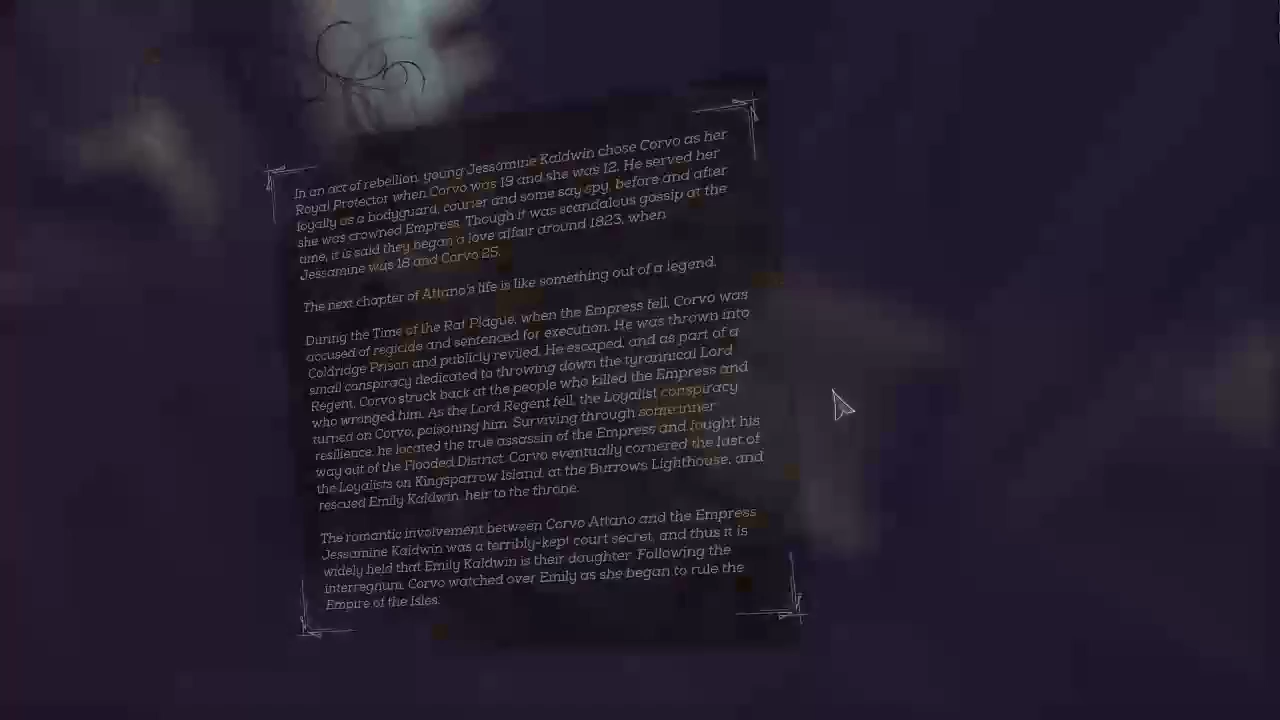 In an act of rebellion, young Jessamine Kaldwin chose Corvo as her
Royal Protector when Corvo was 19 and she was 12. He served her
loyally as a bodyguard, courier and some say spy, before and after
she was crowned Empress. Though it was scandalous gossip at the
time, it is said they began a love affair around 1823, when
Jessamine was 18 and Corvo 25.
The next chapter of Attano's life is like something out of a legend.
During the Time of the Rat Plague, when the Empress fell, Corvo was
accused of regicide and sentenced for execution. He was thrown into
Coldridge Prison and publicly reviled. He escaped, and as part of a
small conspiracy dedicated to throwing down the tyrannical Lord
Regent, Corvo struck back at the people who killed the Empress and
who wronged him. As the Lord Regent fell, the Loyalist conspiracy
turned on Corvo, poisoning him. Surviving through some inner
resilience, he located the true assassin of the Empress and fought his
way out of the Flooded District. Corvo eventually cornered the last of
the Loyalists on Kingsparrow Island, at the Burrows Lighthouse, and
rescued Emily Kaldwin, heir to the throne.
The romantic involvement between Corvo Attano and the Empress
Jessamine Kaldwin was a terribly-kept court secret, and thus it is
widely held that Emily Kaldwin is their daughter. Following the
interregnum, Corvo watched over Emily as she began to rule the
Empire of the Isles.